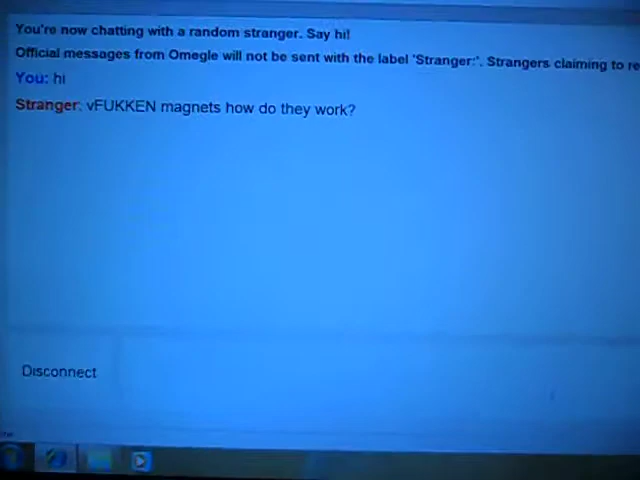 You're now chatting with a random stranger. Say hi!
Official messages from Omegle will not be sent with the label 'Stranger:'. Strangers claiming to re
You: hi
Stranger: vFUKKEN magnets how do they work?
Disconnect